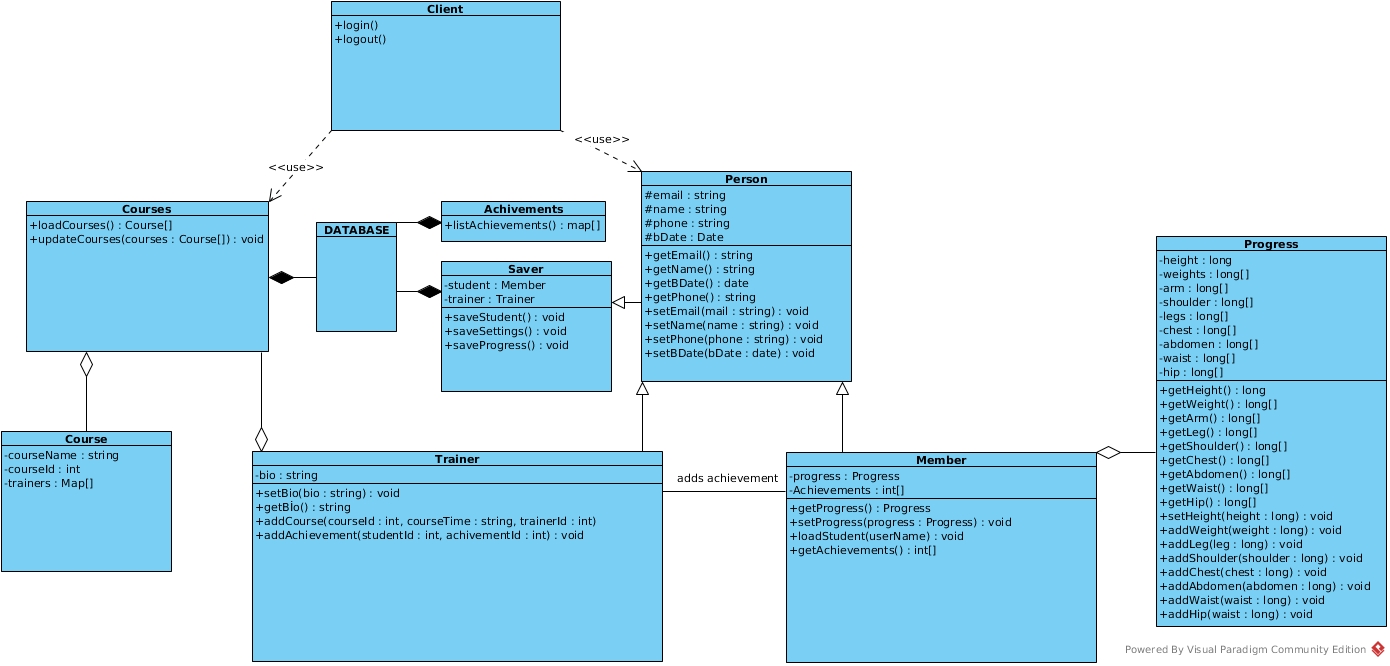 Client
+login()
+logout()
<<use>>
<<use>>
Courses
+loadCourses() : Course[]
+updateCourses(courses : Course[]) : void
DATABASE
Achivements
+listAchievements() : map[]
Saver
-student : Member
-trainer : Trainer
+saveStudent() : void
+saveSettings() : void
+saveProgress() : void
Person
#email : string
#name : string
#phone : string
#bDate : Date
+getEmail() : string
+getName() : string
+getBDate() : date
+getPhone() : string
+setEmail(mail : string) : void
+setName(name : string) : void
+setPhone(phone : string) : void
+setBDate(bDate : date) : void
Progress
-height : long
-weights : long[]
-arm : long[]
-shoulder : long[]
-legs : long[]
-chest : long[]
-abdomen : long[]
-waist : long[]
-hip : long[]
+getHeight() : long
+getWeight() : long[]
+getArm() : long[]
+getLeg() : long[]
+getShoulder() : long[]
+getChest() : long[]
+getAbdomen() : long[]
+getWaist() : long[]
+getHip() : long[]
+setHeight(height : long) : void
+addWeight(weight : long) : void
+addLeg(leg : long) : void
+addShoulder(shoulder : long) : void
+addChest(chest : long) : void
+addAbdomen(abdomen : long) : void
+addWaist(waist : long) : void
+addHip(waist : long) : void
Course
-courseName : string
-courseId : int
-trainers : Map[]
Trainer
-bio : string
+setBio(bio : string) : void
+getBio() : string
+addCourse(courseId : int, courseTime : string, trainerId : int)
+addAchievement(studentId : int, achivementId : int) : void
adds achievement
Member
-progress : Progress
-Achievements : int[]
+getProgress() : Progress
+setProgress(progress : Progress) : void
+loadStudent(userName) : void
+getAchievements() : int[]
Powered By Visual Paradigm Community Edition